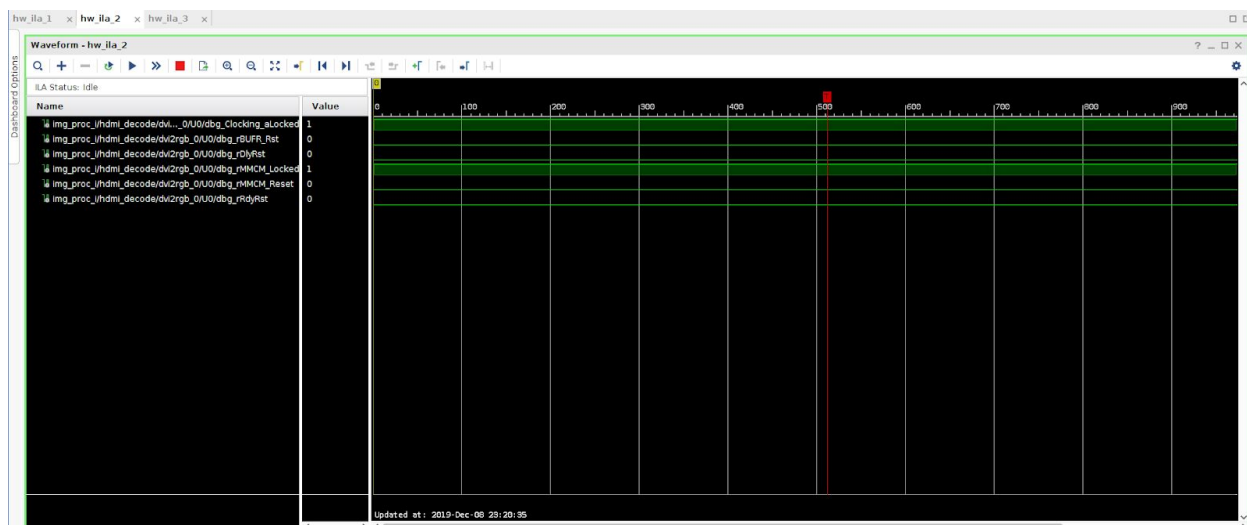 hw_ila_1 x hw_ila_2 x hw_ila_3 x
Waveform - hw_ila_2
? _ □ X
Dashboard Options
ILA Status: Idle
Name Value
img_proc_i/hdmi_decode/dvi..._0/U0/dbg_Clocking_aLocked 1
img_proc_i/hdmi_decode/dvi2rgb_0/U0/dbg_rBUFR_Rst 0
img_proc_i/hdmi_decode/dvi2rgb_0/U0/dbg_rDlyRst 0
img_proc_i/hdmi_decode/dvi2rgb_0/U0/dbg_rMMCM_Locked 1
img_proc_i/hdmi_decode/dvi2rgb_0/U0/dbg_rMMCM_Reset 0
img_proc_i/hdmi_decode/dvi2rgb_0/U0/dbg_rRdyRst 0
0
0 100 200 300 400 500 600 700 800 900
Updated at: 2019-Dec-08 23:20:35